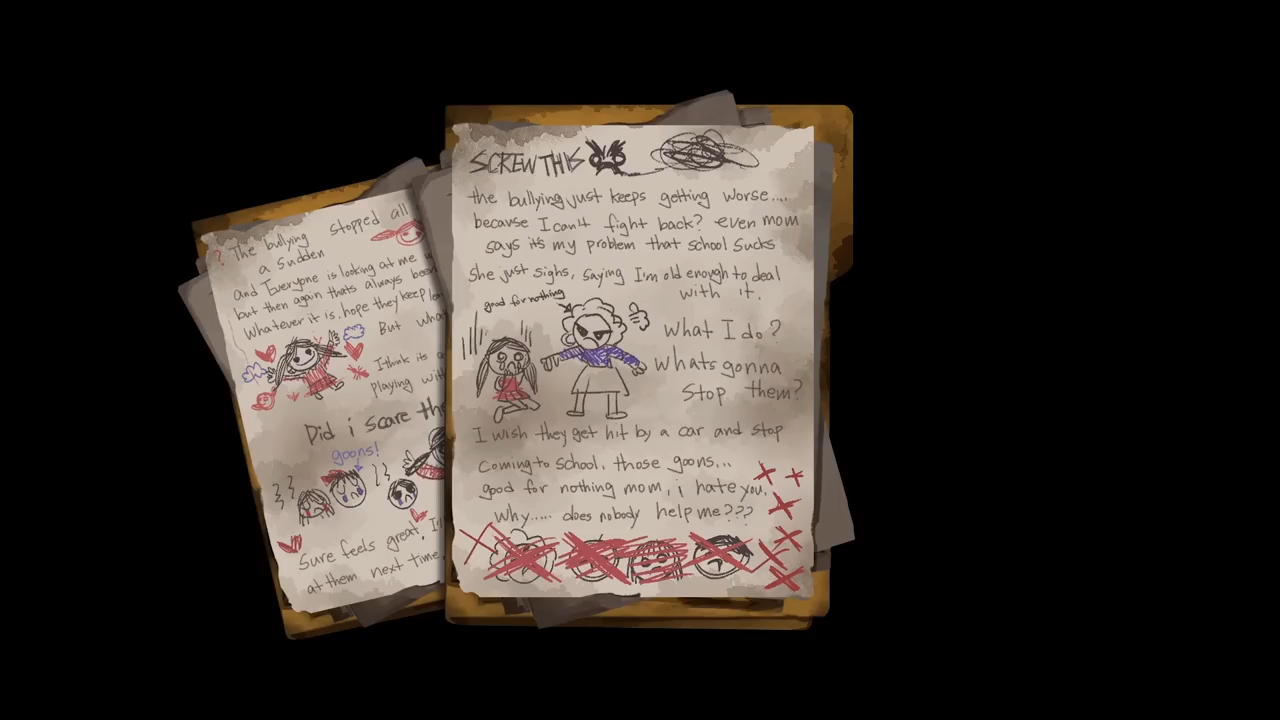 ? The bullying stopped all
a sudden
and Everyone is looking at me
but then again thats always been
Whatever it is, hope they keep
But what
I think its
playing with
Did i scare the
goons!
Sure feels great,
at them next time.
SCREW THIS
the bullying just keeps getting worse....
because I can't fight back? even mom
says its my problem that school sucks
She just sighs, saying I'm old enough to deal
with it.
good for nothing
what I do?
whats gonna
Stop them?
I wish they get hit by a car and stop
Coming to school. those goons...
good for nothing mom, i hate you.
Why..... does nobody help me???